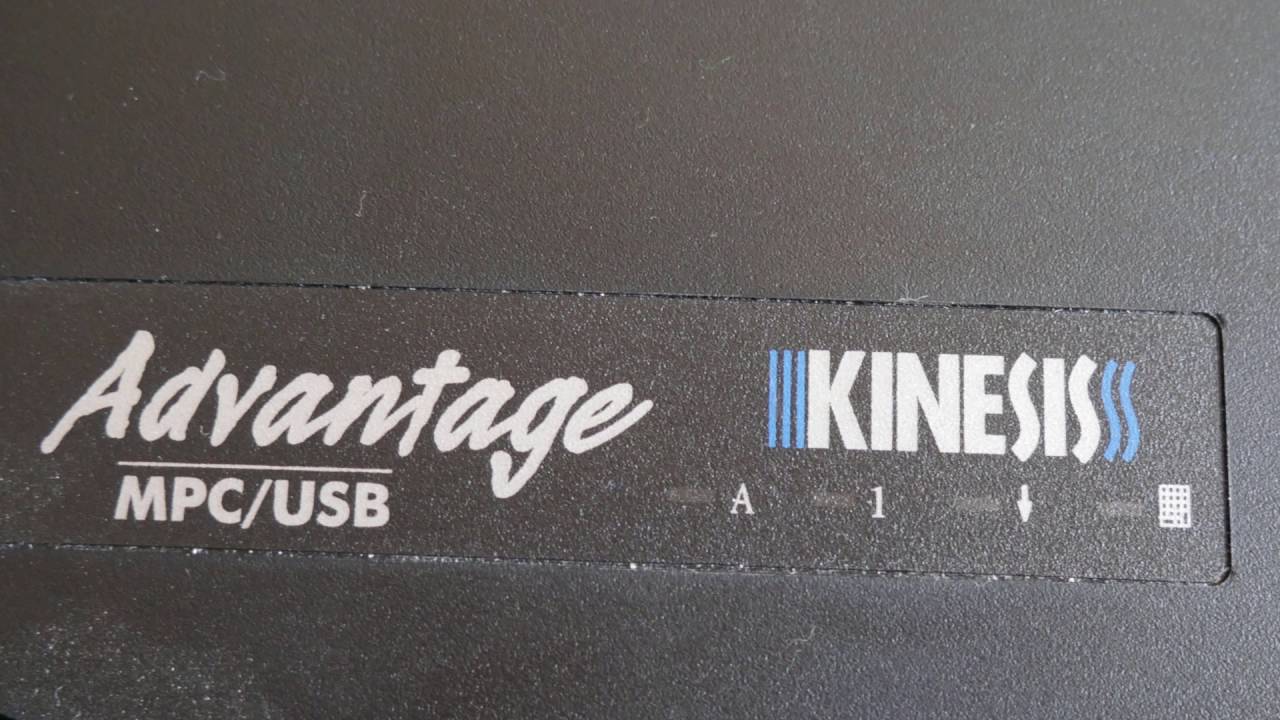 Advantage
MPC/USB
KINESIS
A 1